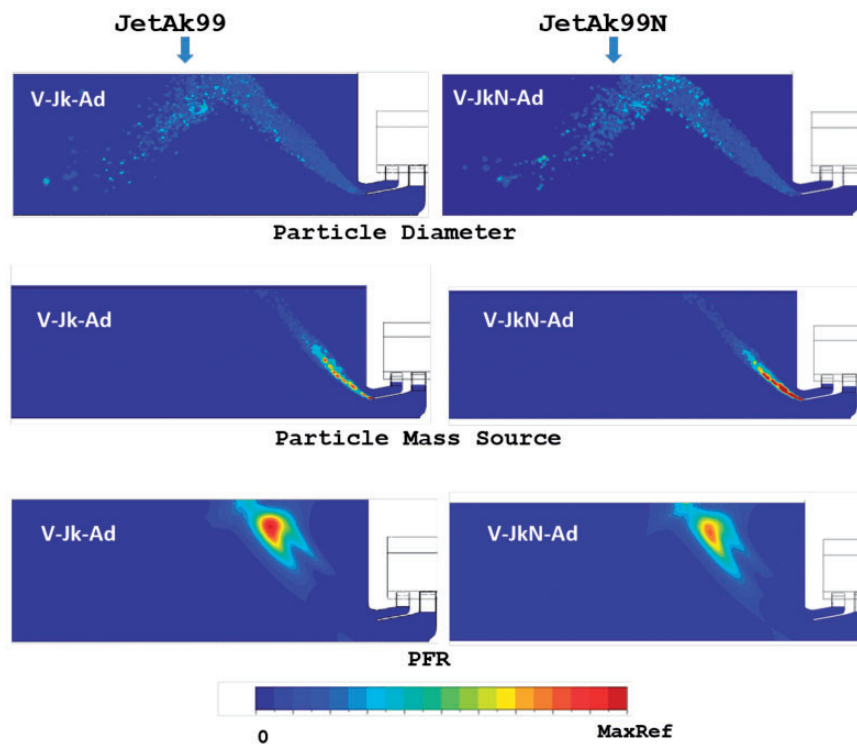 JetAk99 JetAk99N
V-Jk-Ad V-JkN-Ad
Particle Diameter
V-Jk-Ad V-JkN-Ad
Particle Mass Source
V-Jk-Ad V-JkN-Ad
PFR
0 MaxRef